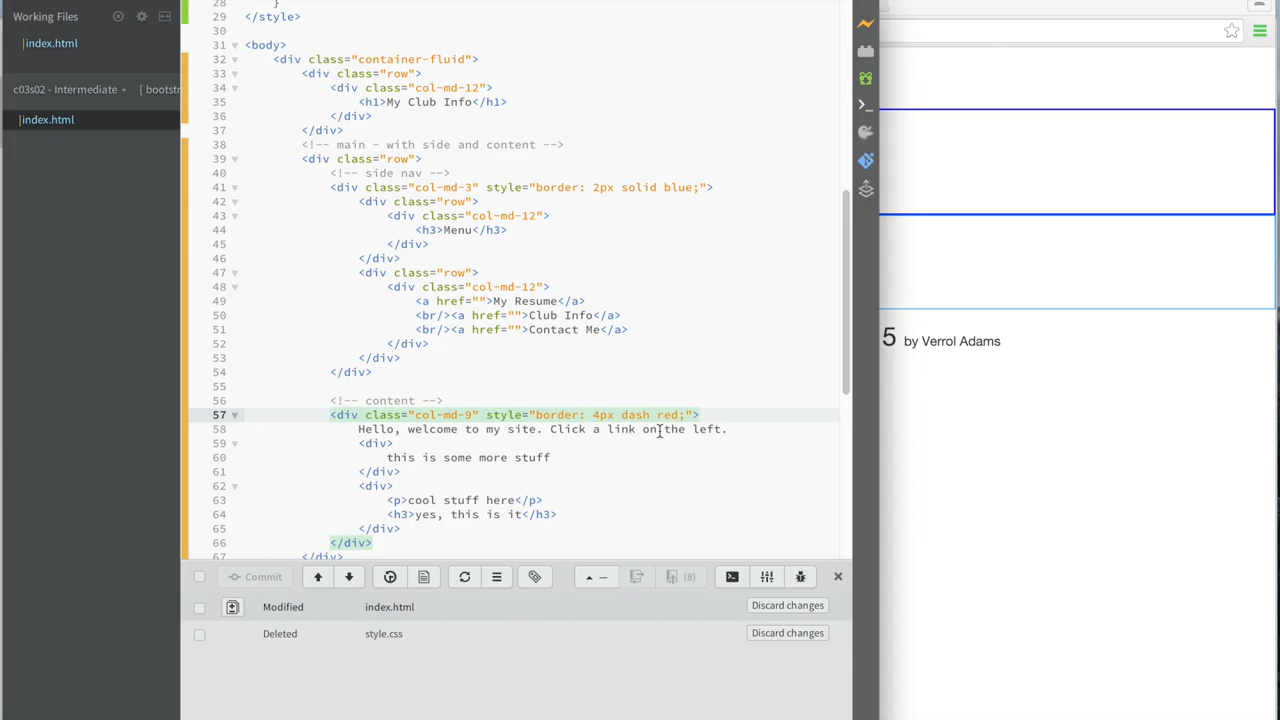 Working Files
index.html
c03s02 - Intermediate
[ bootstr
index.html
28 }
29 </style>
30
31 <body>
32 <div class="container-fluid">
33 <div class="row">
34 <div class="col-md-12">
35 <h1>My Club Info</h1>
36 </div>
37 </div>
38 <!-- main - with side and content -->
39 <div class="row">
40 <!-- side nav -->
41 <div class="col-md-3" style="border: 2px solid blue;">
42 <div class="row">
43 <div class="col-md-12">
44 <h3>Menu</h3>
45 </div>
46 </div>
47 <div class="row">
48 <div class="col-md-12">
49 <a href="">My Resume</a>
50 <br/><a href="">Club Info</a>
51 <br/><a href="">Contact Me</a>
52 </div>
53 </div>
54 </div>
55
56 <!-- content -->
57 <div class="col-md-9" style="border: 4px dash red;">
58 Hello, welcome to my site. Click a link on the left.
59 <div>
60 this is some more stuff
61 </div>
62 <div>
63 <p>cool stuff here</p>
64 <h3>yes, this is it</h3>
65 </div>
66 </div>
67 </div>
Commit
(8)
Modified index.html Discard changes
Deleted style.css Discard changes
5 by Verrol Adams